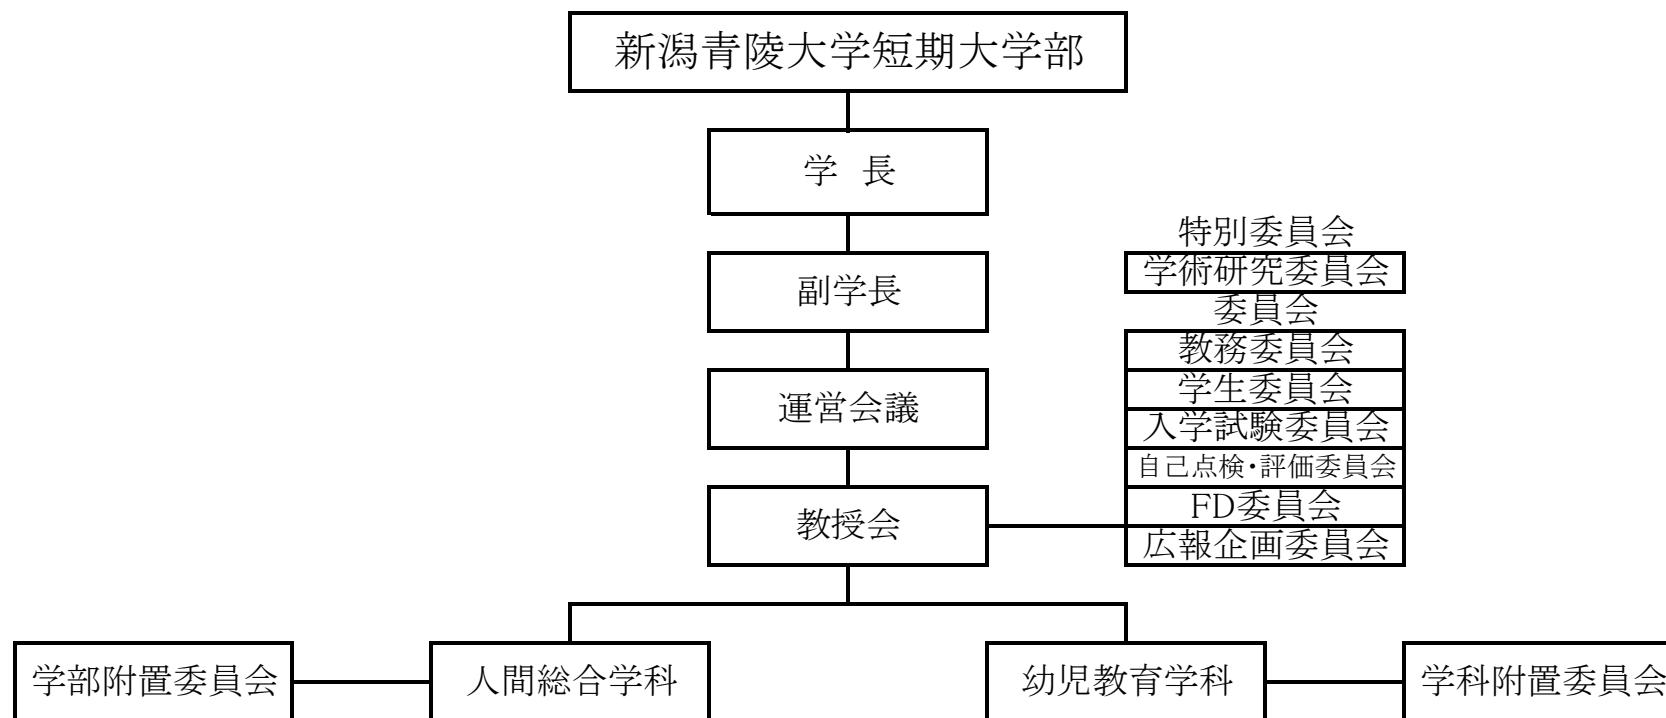 新潟青陵大学短期大学部
学 長
副学長
運営会議
教授会
特別委員会
学術研究委員会
委員会
教務委員会
学生委員会
入学試験委員会
自己点検・評価委員会
FD委員会
広報企画委員会
学部附置委員会
人間総合学科
幼児教育学科
学科附置委員会